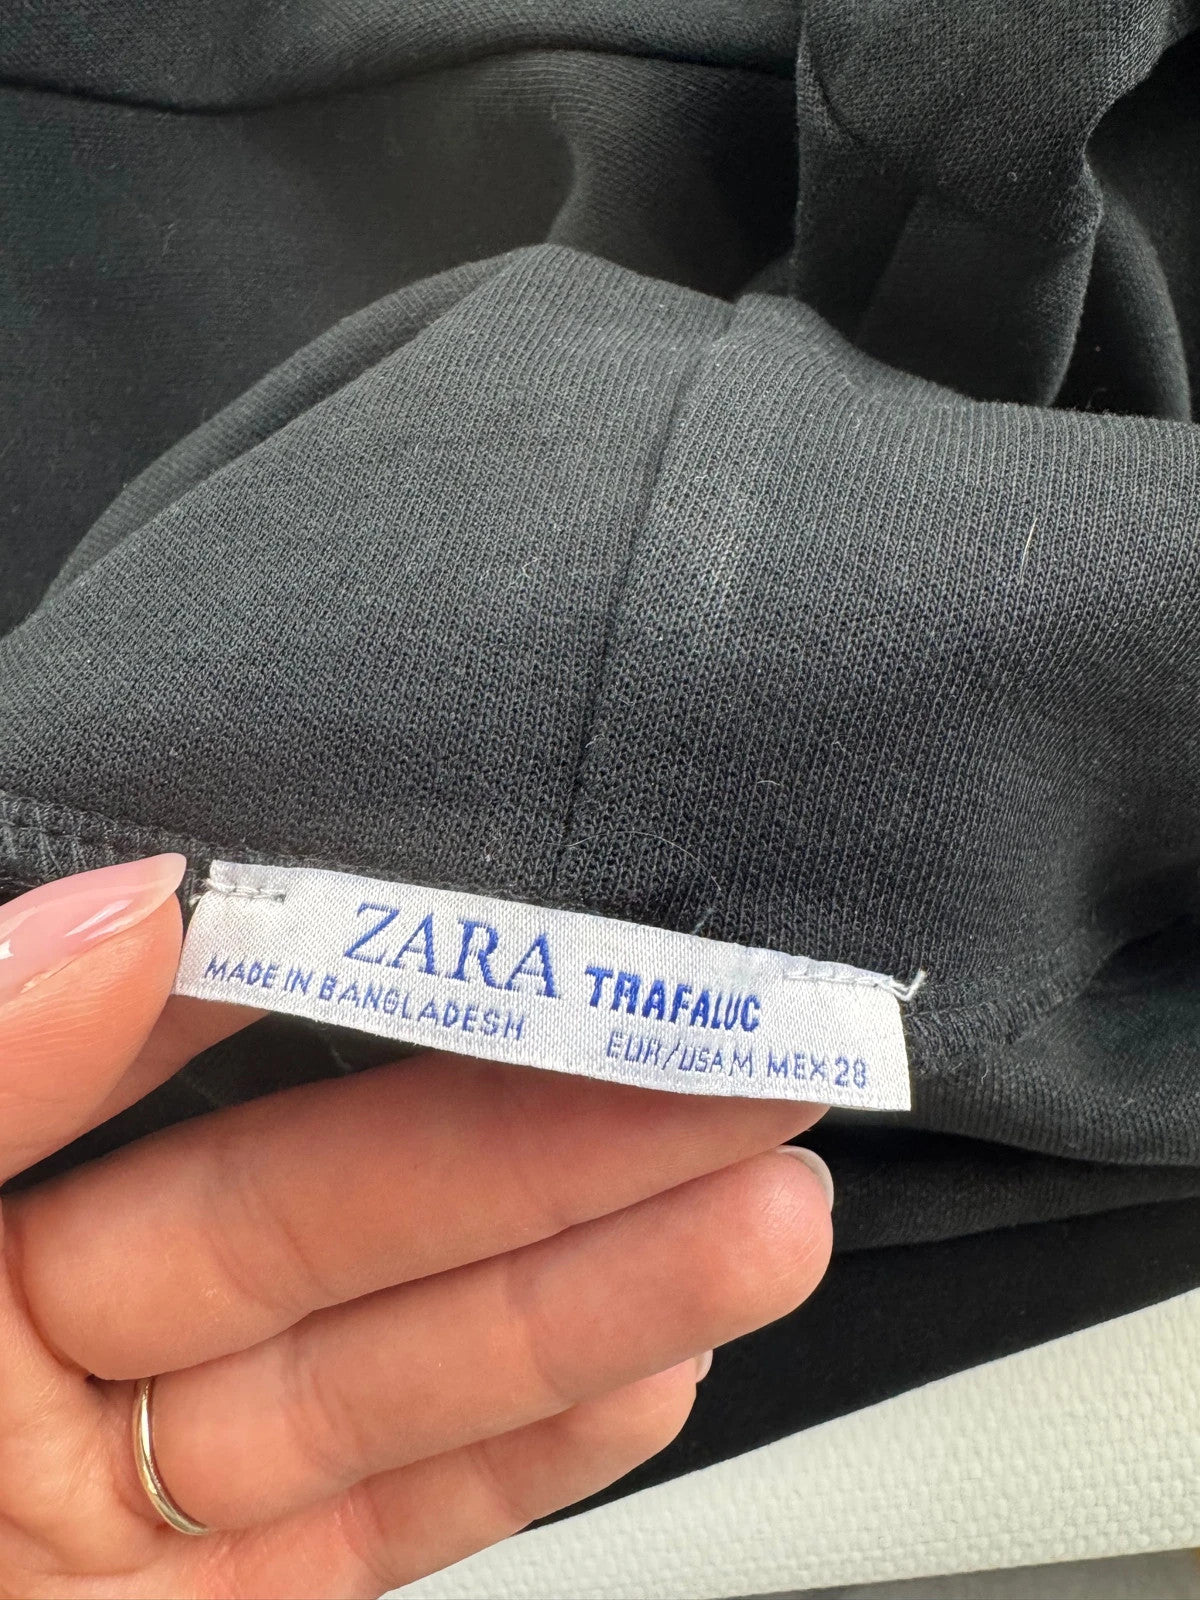 ZARA TRAFALUC
MADE IN BANGLADESH EUR/USA M MEX 28